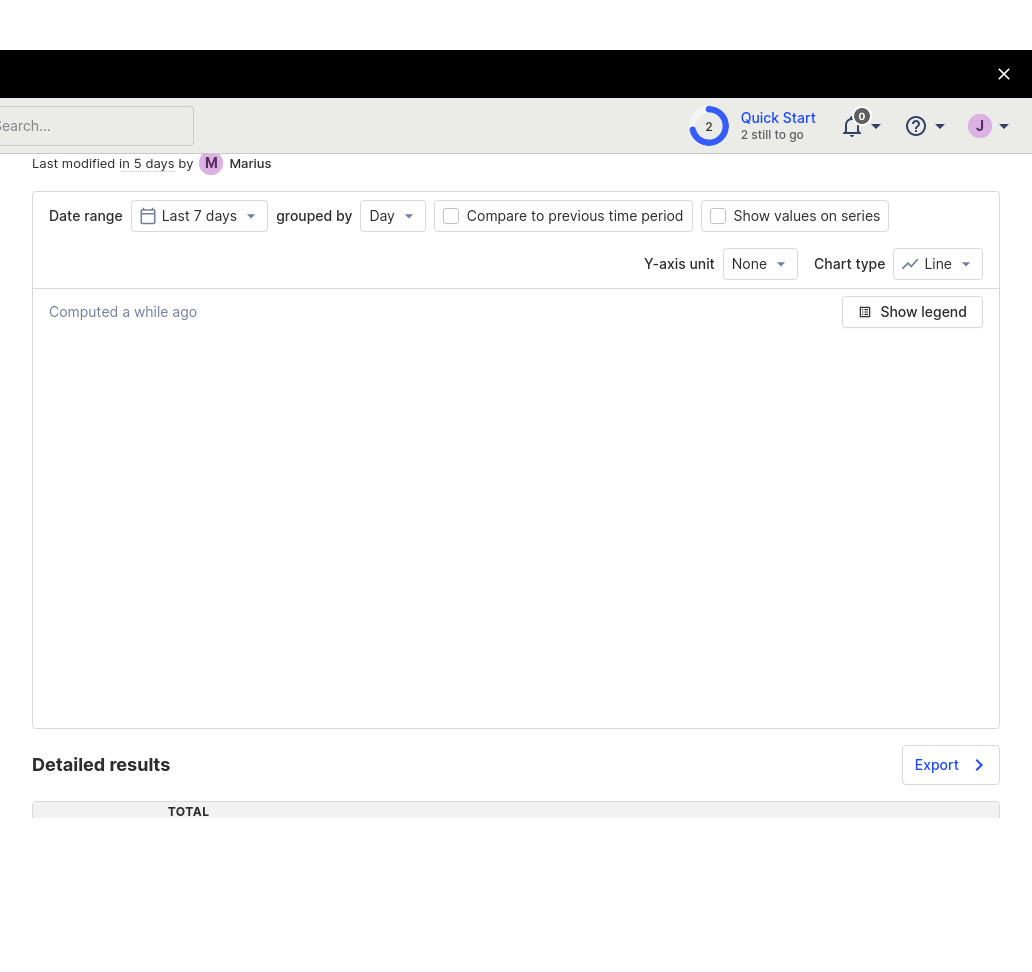 Search...
2
Quick Start
2 still to go
0
J
Last modified in 5 days by M Marius
Date range Last 7 days grouped by Day Compare to previous time period Show values on series
Y-axis unit None Chart type Line
Computed a while ago
Show legend
Detailed results
Export
TOTAL